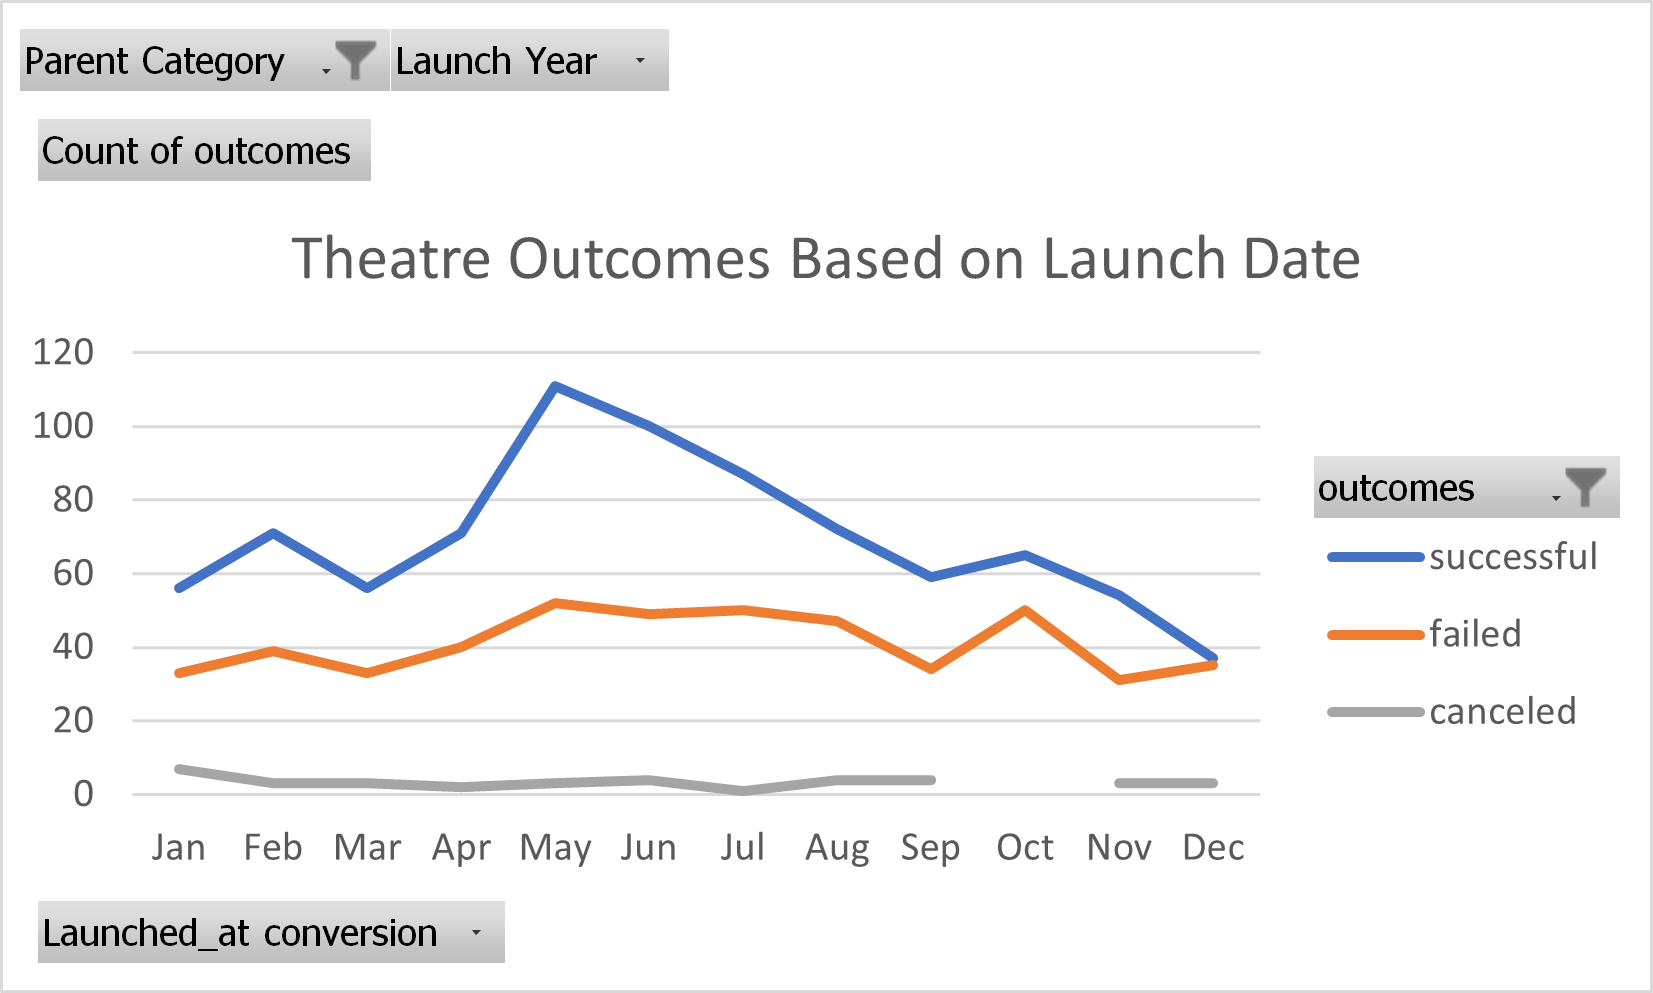 Parent Category Launch Year
Count of outcomes
Theatre Outcomes Based on Launch Date
120
100
80
60
40
20
0
Jan Feb Mar Apr May Jun Jul Aug Sep Oct Nov Dec
outcomes
successful
failed
canceled
Launched_at conversion